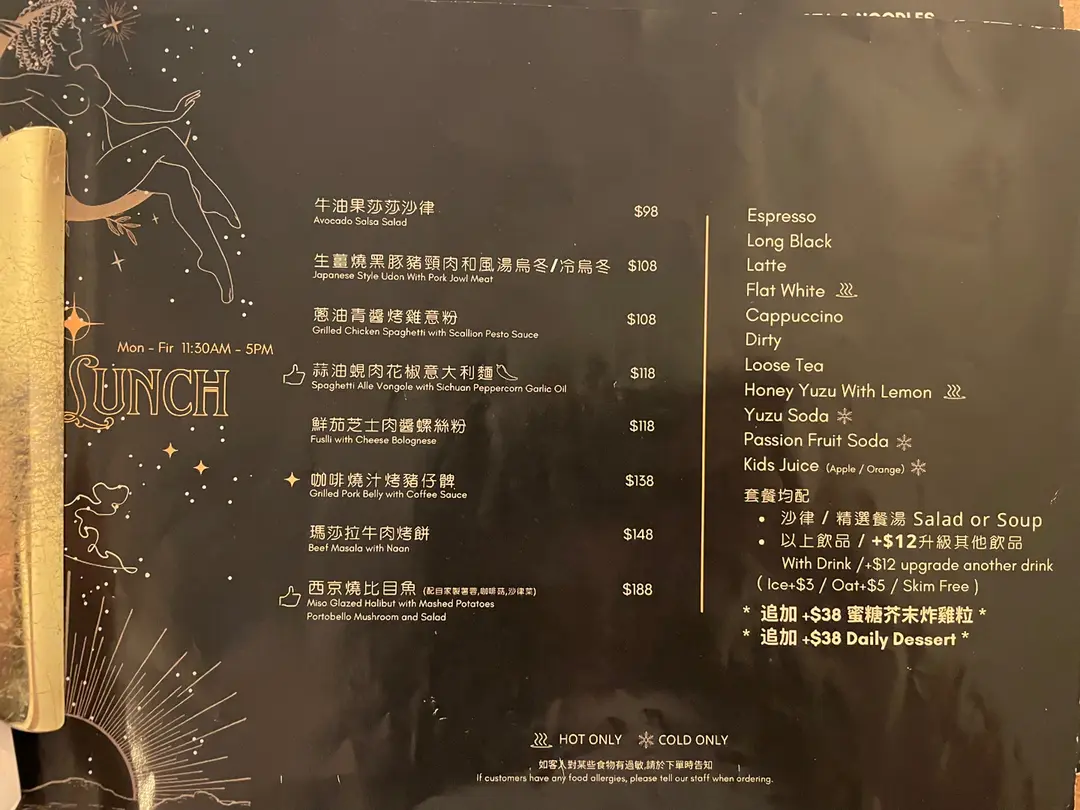 & NOODLES
Mon - Fir 11:30AM - 5PM
LUNCH
牛油果莎莎沙律 $98
Avocado Salsa Salad
生薑燒黑豚豬頸肉和風湯烏冬/冷烏冬 $108
Japanese Style Udon With Pork Jowl Meat
蔥油青醬烤雞意粉 $108
Grilled Chicken Spaghetti with Scallion Pesto Sauce
蒜油蜆肉花椒意大利麵 $118
Spaghetti Alle Vongole with Sichuan Peppercorn Garlic Oil
鮮茄芝士肉醬螺絲粉 $118
Fuslli with Cheese Bolognese
咖啡燒汁烤豬仔髀 $138
Grilled Pork Belly with Coffee Sauce
瑪莎拉牛肉烤餅 $148
Beef Masala with Naan
西京燒比目魚 (配自家製薯蓉,咖啡菇,沙律菜) $188
Miso Glazed Halibut with Mashed Potatoes
Portobello Mushroom and Salad
Espresso
Long Black
Latte
Flat White
Cappuccino
Dirty
Loose Tea
Honey Yuzu With Lemon
Yuzu Soda
Passion Fruit Soda
Kids Juice (Apple / Orange)
套餐均配
• 沙律 / 精選餐湯 Salad or Soup
• 以上飲品 / +$12升級其他飲品
With Drink /+$12 upgrade another drink
( Ice+$3 / Oat+$5 / Skim Free )
* 追加 +$38 蜜糖芥末炸雞粒 *
* 追加 +$38 Daily Dessert *
HOT ONLY COLD ONLY
如客人對某些食物有過敏,請於下單時告知
If customers have any food allergies, please tell our staff when ordering.